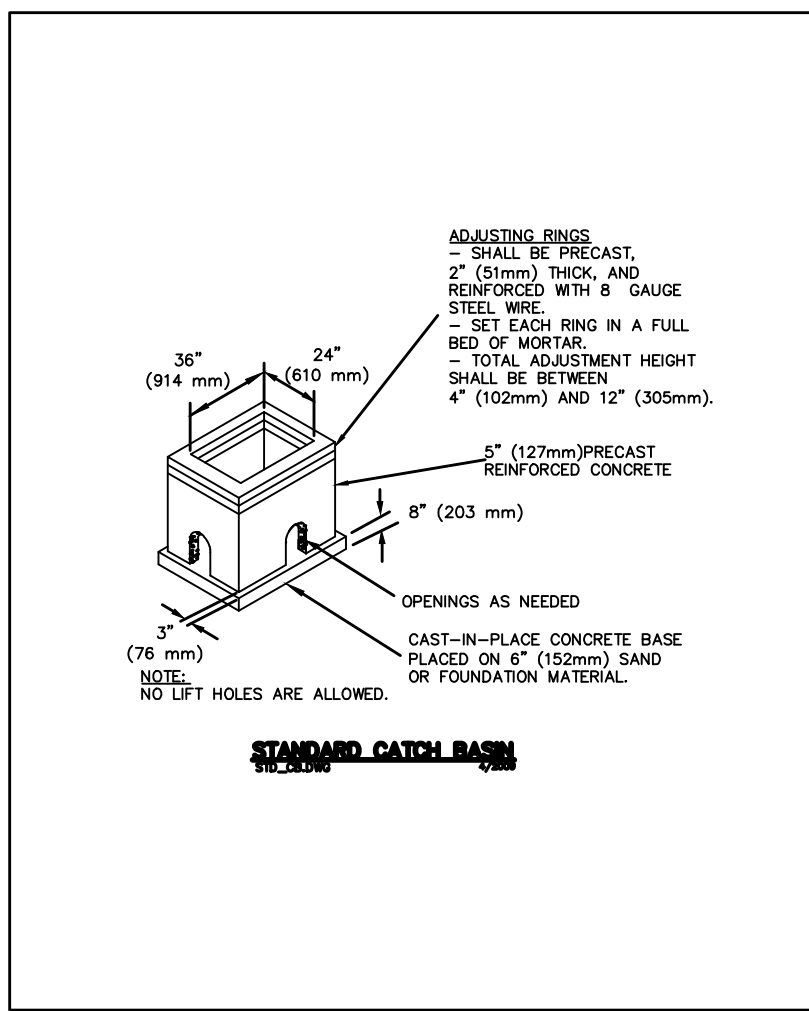 ADJUSTING RINGS
– SHALL BE PRECAST,
2" (51mm) THICK, AND
REINFORCED WITH 8 GAUGE
STEEL WIRE.
– SET EACH RING IN A FULL
BED OF MORTAR.
– TOTAL ADJUSTMENT HEIGHT
SHALL BE BETWEEN
4" (102mm) AND 12" (305mm).
36"
(914 mm)
24"
(610 mm)
5" (127mm)PRECAST
REINFORCED CONCRETE
8" (203 mm)
OPENINGS AS NEEDED
3"
(76 mm)
CAST-IN-PLACE CONCRETE BASE
PLACED ON 6" (152mm) SAND
OR FOUNDATION MATERIAL.
NOTE:
NO LIFT HOLES ARE ALLOWED.
STANDARD CATCH BASIN
STD_CB.DWG